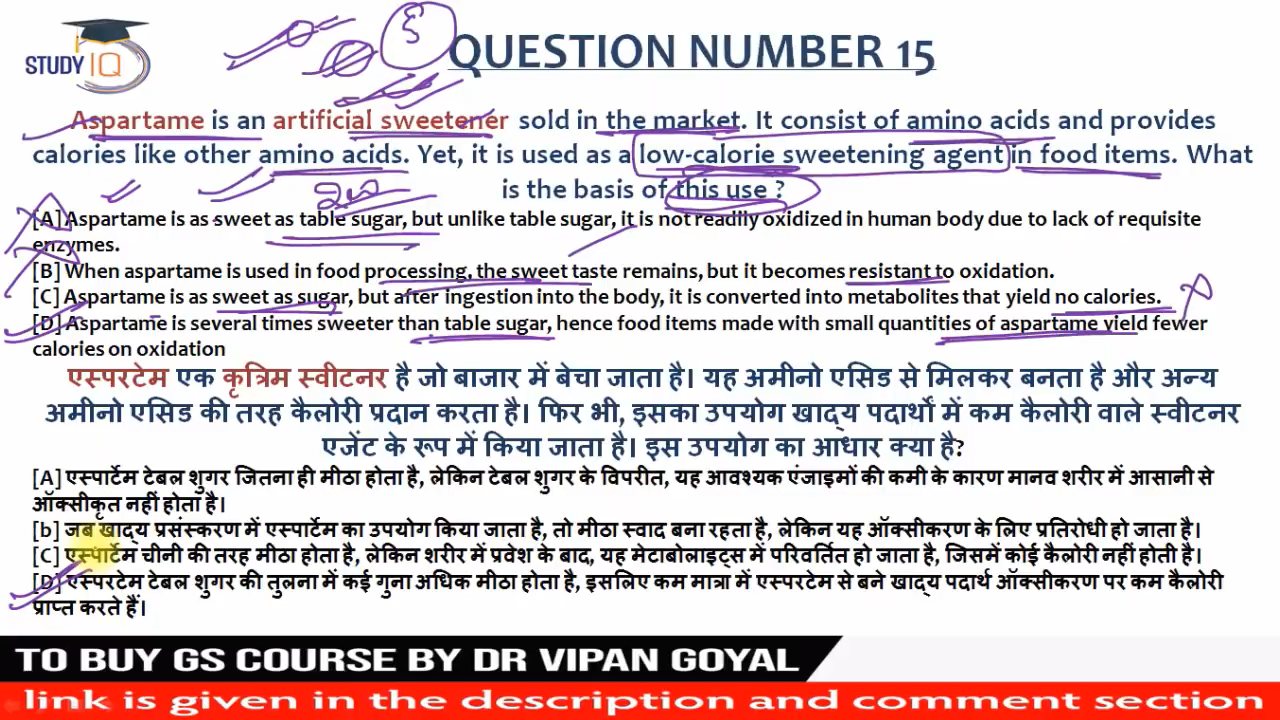 STUDY IQ
QUESTION NUMBER 15
Aspartame is an artificial sweetener sold in the market. It consist of amino acids and provides
calories like other amino acids. Yet, it is used as a low-calorie sweetening agent in food items. What
is the basis of this use ?
[A] Aspartame is as sweet as table sugar, but unlike table sugar, it is not readily oxidized in human body due to lack of requisite
enzymes.
[B] When aspartame is used in food processing, the sweet taste remains, but it becomes resistant to oxidation.
[C] Aspartame is as sweet as sugar, but after ingestion into the body, it is converted into metabolites that yield no calories.
[D] Aspartame is several times sweeter than table sugar, hence food items made with small quantities of aspartame yield fewer
calories on oxidation
एस्परटेम एक कृत्रिम स्वीटनर है जो बाजार में बेचा जाता है। यह अमीनो एसिड से मिलकर बनता है और अन्य
अमीनो एसिड की तरह कैलोरी प्रदान करता है। फिर भी, इसका उपयोग खाद्य पदार्थों में कम कैलोरी वाले स्वीटनर
एजेंट के रूप में किया जाता है। इस उपयोग का आधार क्या है?
[A] एस्पार्टेम टेबल शुगर जितना ही मीठा होता है, लेकिन टेबल शुगर के विपरीत, यह आवश्यक एंजाइमों की कमी के कारण मानव शरीर में आसानी से
ऑक्सीकृत नहीं होता है।
[b] जब खाद्य प्रसंस्करण में एस्पार्टेम का उपयोग किया जाता है, तो मीठा स्वाद बना रहता है, लेकिन यह ऑक्सीकरण के लिए प्रतिरोधी हो जाता है।
[C] एस्पार्टेम चीनी की तरह मीठा होता है, लेकिन शरीर में प्रवेश के बाद, यह मेटाबोलाइट्स में परिवर्तित हो जाता है, जिसमें कोई कैलोरी नहीं होती है।
[D] एस्परटेम टेबल शुगर की तुलना में कई गुना अधिक मीठा होता है, इसलिए कम मात्रा में एस्परटेम से बने खाद्य पदार्थ ऑक्सीकरण पर कम कैलोरी
प्राप्त करते हैं।
TO BUY GS COURSE BY DR VIPAN GOYAL
link is given in the description and comment section